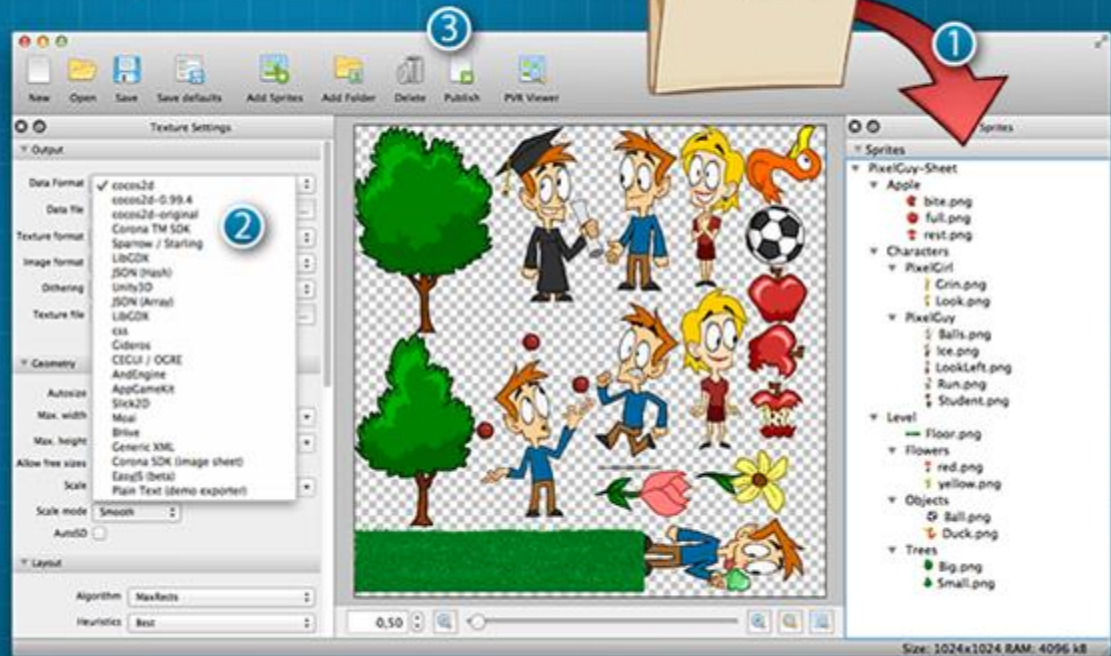 3
1
New Open Save Save defaults Add Sprites Add Folder Delete Publish PVR Viewer
Texture Settings
Output
Data Format
Data file
Texture format
Image format
Dithering
Texture file
cocos2d
cocos2d-0.99.4
cocos2d-original
Corona TM SDK
Sparrow / Starling
LibGDX
JSON (Hash)
Unity3D
JSON (Array)
LibGDX
css
Gideros
CEGUI / OGRE
AndEngine
AppGameKit
Slick2D
Moai
Generic XML
Corona SDK (image sheet)
EaselJS (beta)
Plain Text (demo exporter)
2
Geometry
Autosize
Max. width
Max. height
Allow free sizes
Scale
Scale mode Smooth
AutoSD
Layout
Algorithm MaxRects
Heuristics Best
0,50
Sprites
Sprites
PixelGuy-Sheet
Apple
bite.png
full.png
rest.png
Characters
PixelGirl
Grin.png
Look.png
PixelGuy
Balls.png
Ice.png
LookLeft.png
Run.png
Student.png
Level
Floor.png
Flowers
red.png
yellow.png
Objects
Ball.png
Duck.png
Trees
Big.png
Small.png
Size: 1024x1024 RAM: 4096 kB